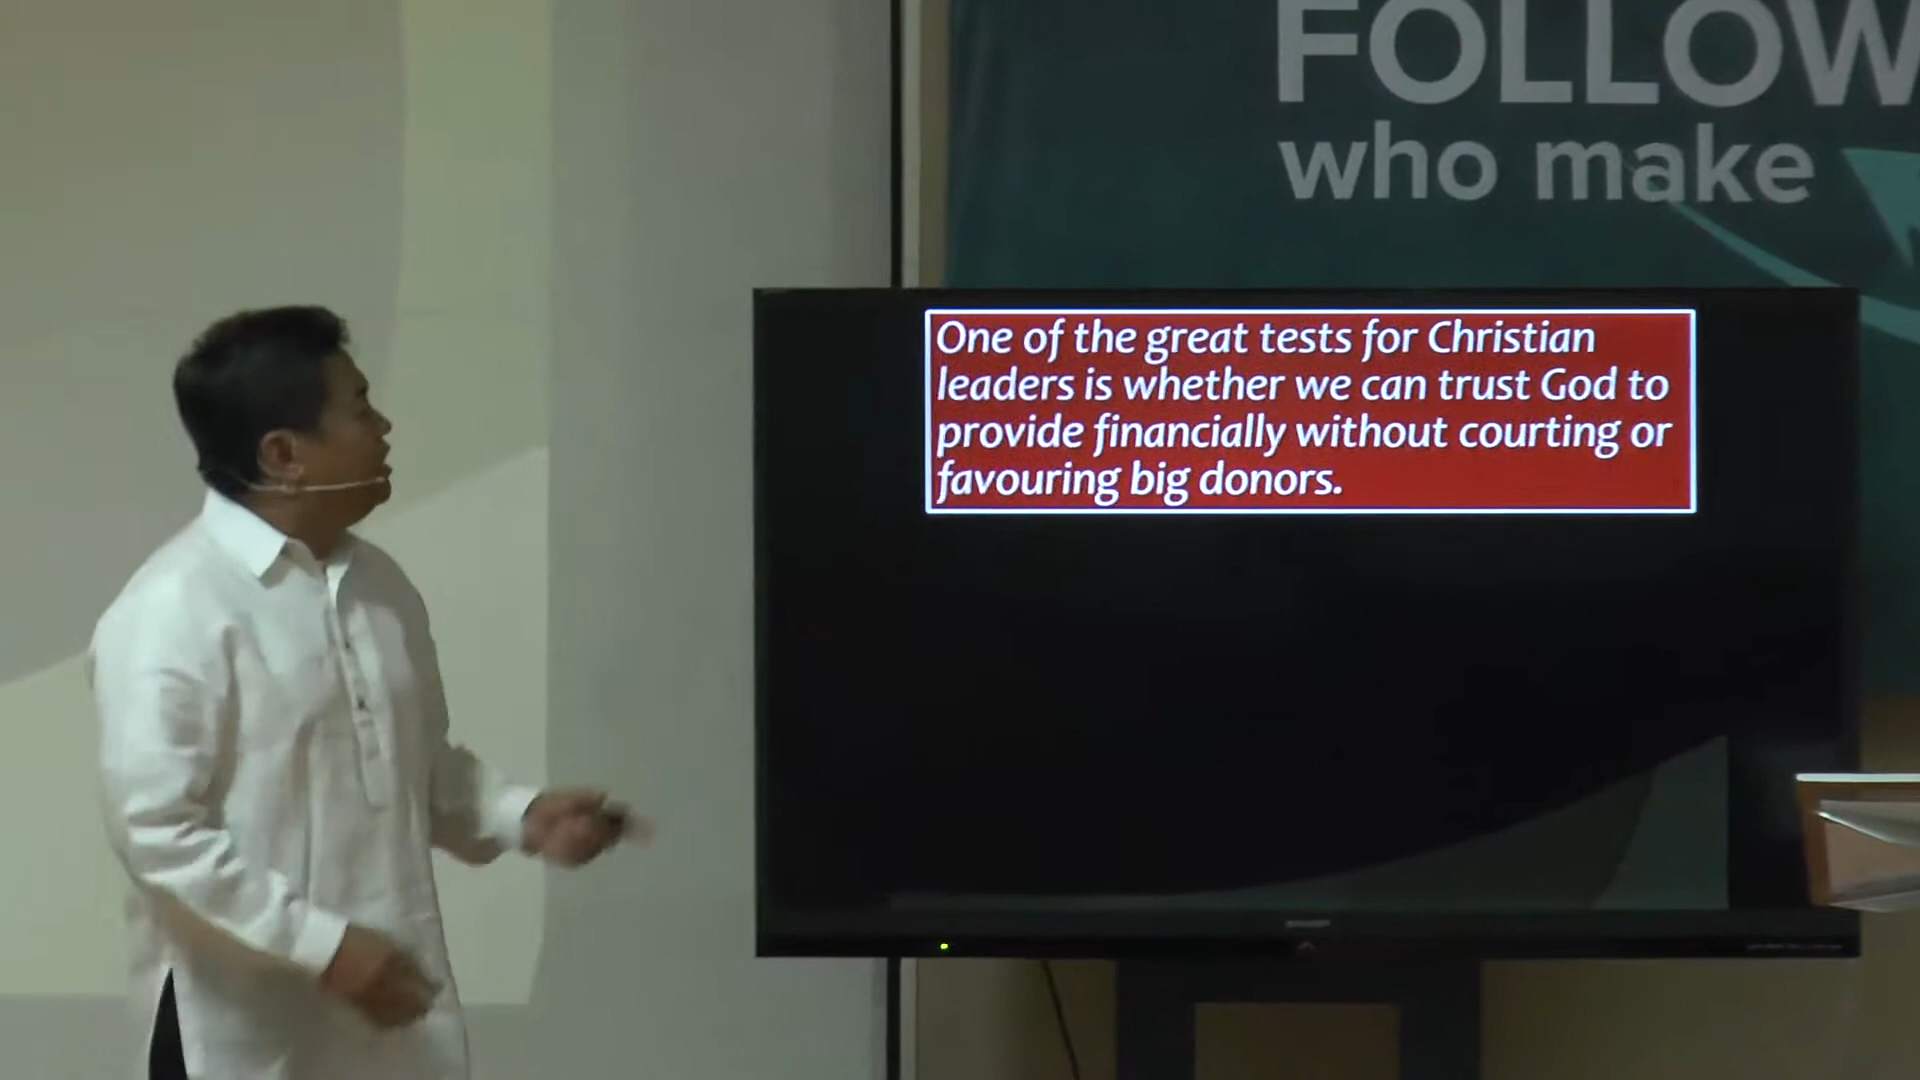 FOLLOW
who make
One of the great tests for Christian
leaders is whether we can trust God to
provide financially without courting or
favouring big donors.